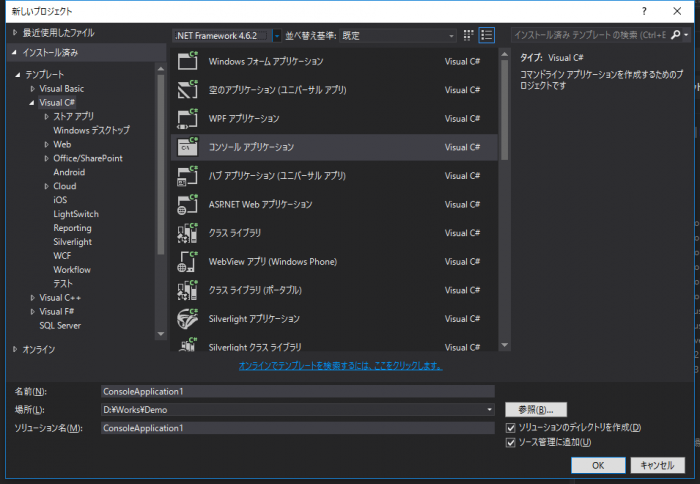 新しいプロジェクト
最近使用したファイル
インストール済み
テンプレート
Visual Basic
Visual C#
ストア アプリ
Windows デスクトップ
Web
Office/SharePoint
Android
Cloud
iOS
LightSwitch
Reporting
Silverlight
WCF
Workflow
テスト
Visual C++
Visual F#
SQL Server
オンライン
.NET Framework 4.6.2
並べ替え基準: 既定
Windows フォーム アプリケーション Visual C#
空のアプリケーション (ユニバーサル アプリ) Visual C#
WPF アプリケーション Visual C#
コンソール アプリケーション Visual C#
ハブ アプリケーション (ユニバーサル アプリ) Visual C#
ASP.NET Web アプリケーション Visual C#
クラス ライブラリ Visual C#
WebView アプリ (Windows Phone) Visual C#
クラス ライブラリ (ポータブル) Visual C#
Silverlight アプリケーション Visual C#
Silverlight クラス ライブラリ Visual C#
オンラインでテンプレートを検索するには、ここをクリックします。
インストール済み テンプレート の検索 (Ctrl+E
タイプ: Visual C#
コマンドライン アプリケーションを作成するためのプ
ロジェクトです
名前(N): ConsoleApplication1
場所(L): D:¥Works¥Demo
参照(B)...
ソリューション名(M): ConsoleApplication1
ソリューションのディレクトリを作成(D)
ソース管理に追加(U)
OK キャンセル